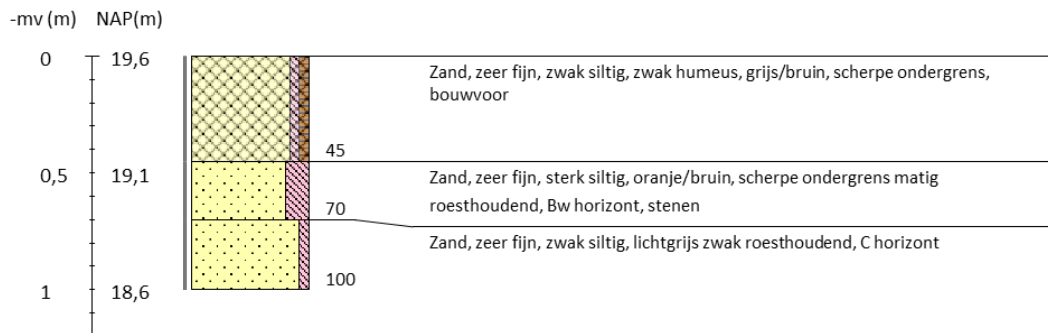 -mv (m) NAP(m)
0 19,6
Zand, zeer fijn, zwak siltig, zwak humeus, grijs/bruin, scherpe ondergrens,
bouwvoor
45
0,5 19,1
Zand, zeer fijn, sterk siltig, oranje/bruin, scherpe ondergrens matig
roesthoudend, Bw horizont, stenen
70
Zand, zeer fijn, zwak siltig, lichtgrijs zwak roesthoudend, C horizont
100
1 18,6